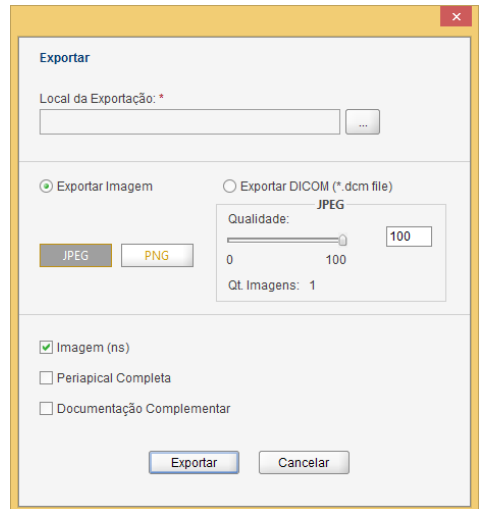 Exportar
Local da Exportação: *
...
Exportar Imagem
Exportar DICOM (*.dcm file)
JPEG
Qualidade:
100
JPEG PNG
0 100
Qt. Imagens: 1
Imagem (ns)
Periapical Completa
Documentação Complementar
Exportar Cancelar